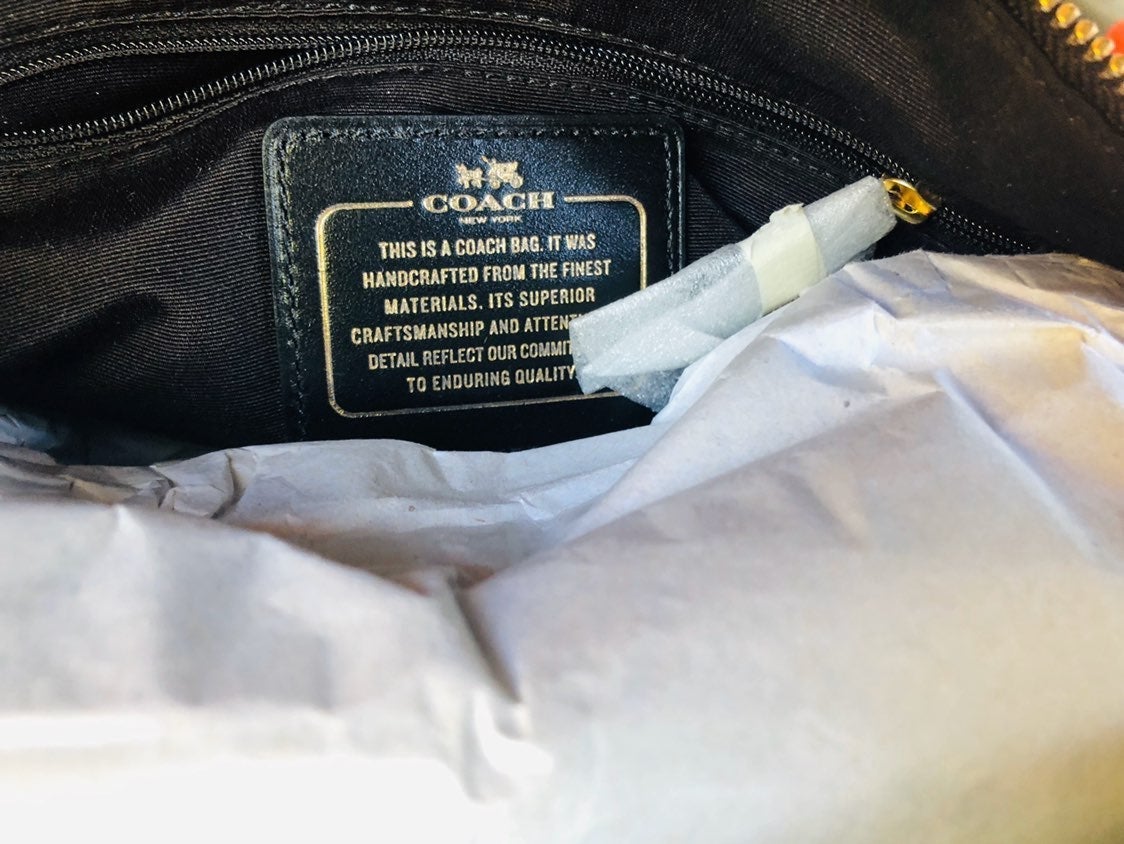 COACH
NEW YORK
THIS IS A COACH BAG. IT WAS
HANDCRAFTED FROM THE FINEST
MATERIALS. ITS SUPERIOR
CRAFTSMANSHIP AND
DETAIL REFLECT OUR
TO ENDURING QUALITY